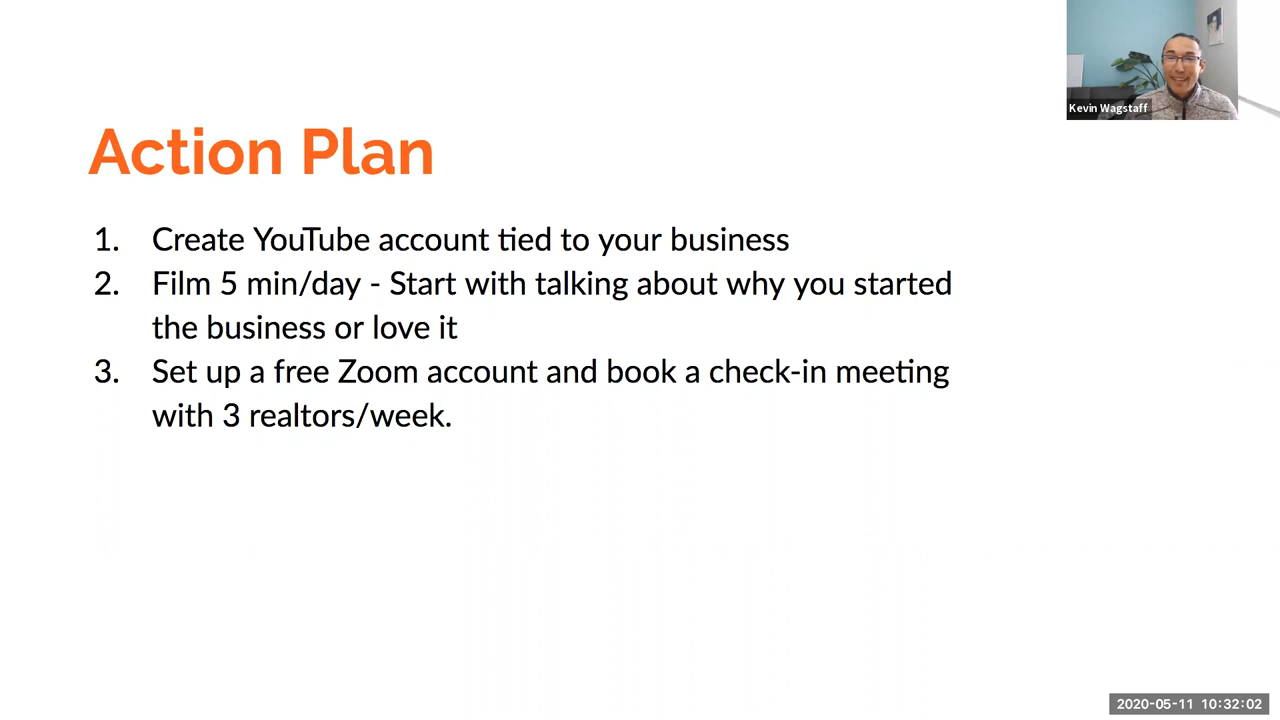 Kevin Wagstaff
Action Plan
1. Create YouTube account tied to your business
2. Film 5 min/day - Start with talking about why you started
the business or love it
3. Set up a free Zoom account and book a check-in meeting
with 3 realtors/week.
2020-05-11 10:32:02